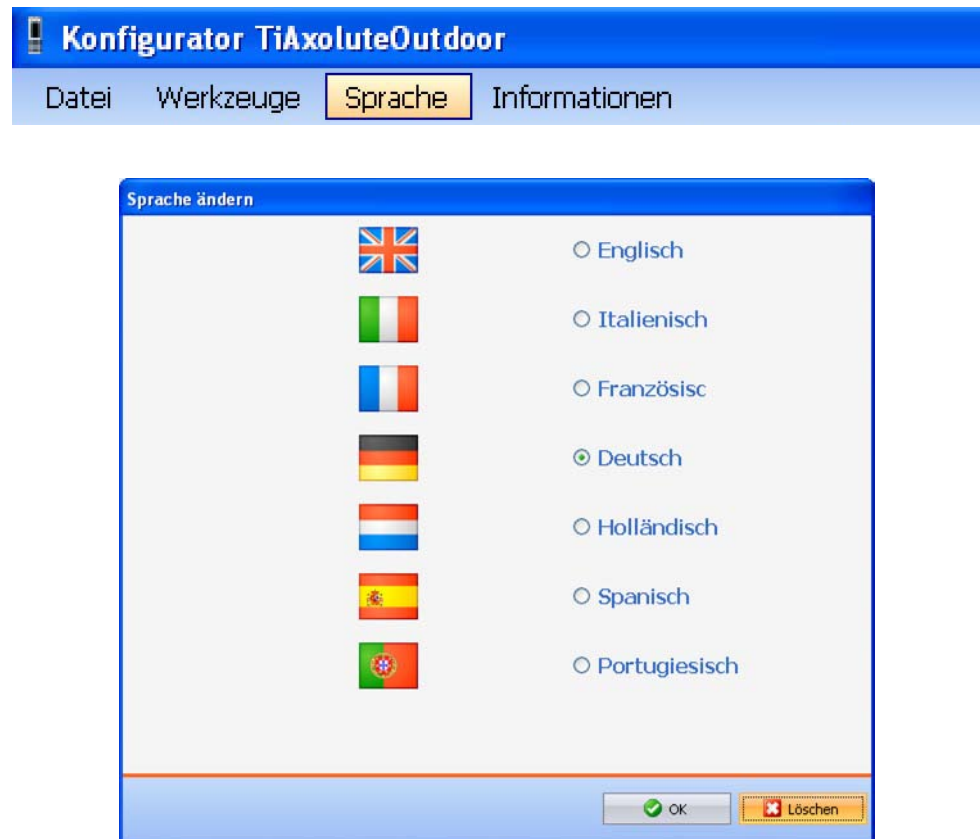 Konfigurator TiAxoluteOutdoor
Datei Werkzeuge Sprache Informationen
Sprache ändern
Englisch
Italienisch
Französisc
Deutsch
Holländisch
Spanisch
Portugiesisch
OK Löschen